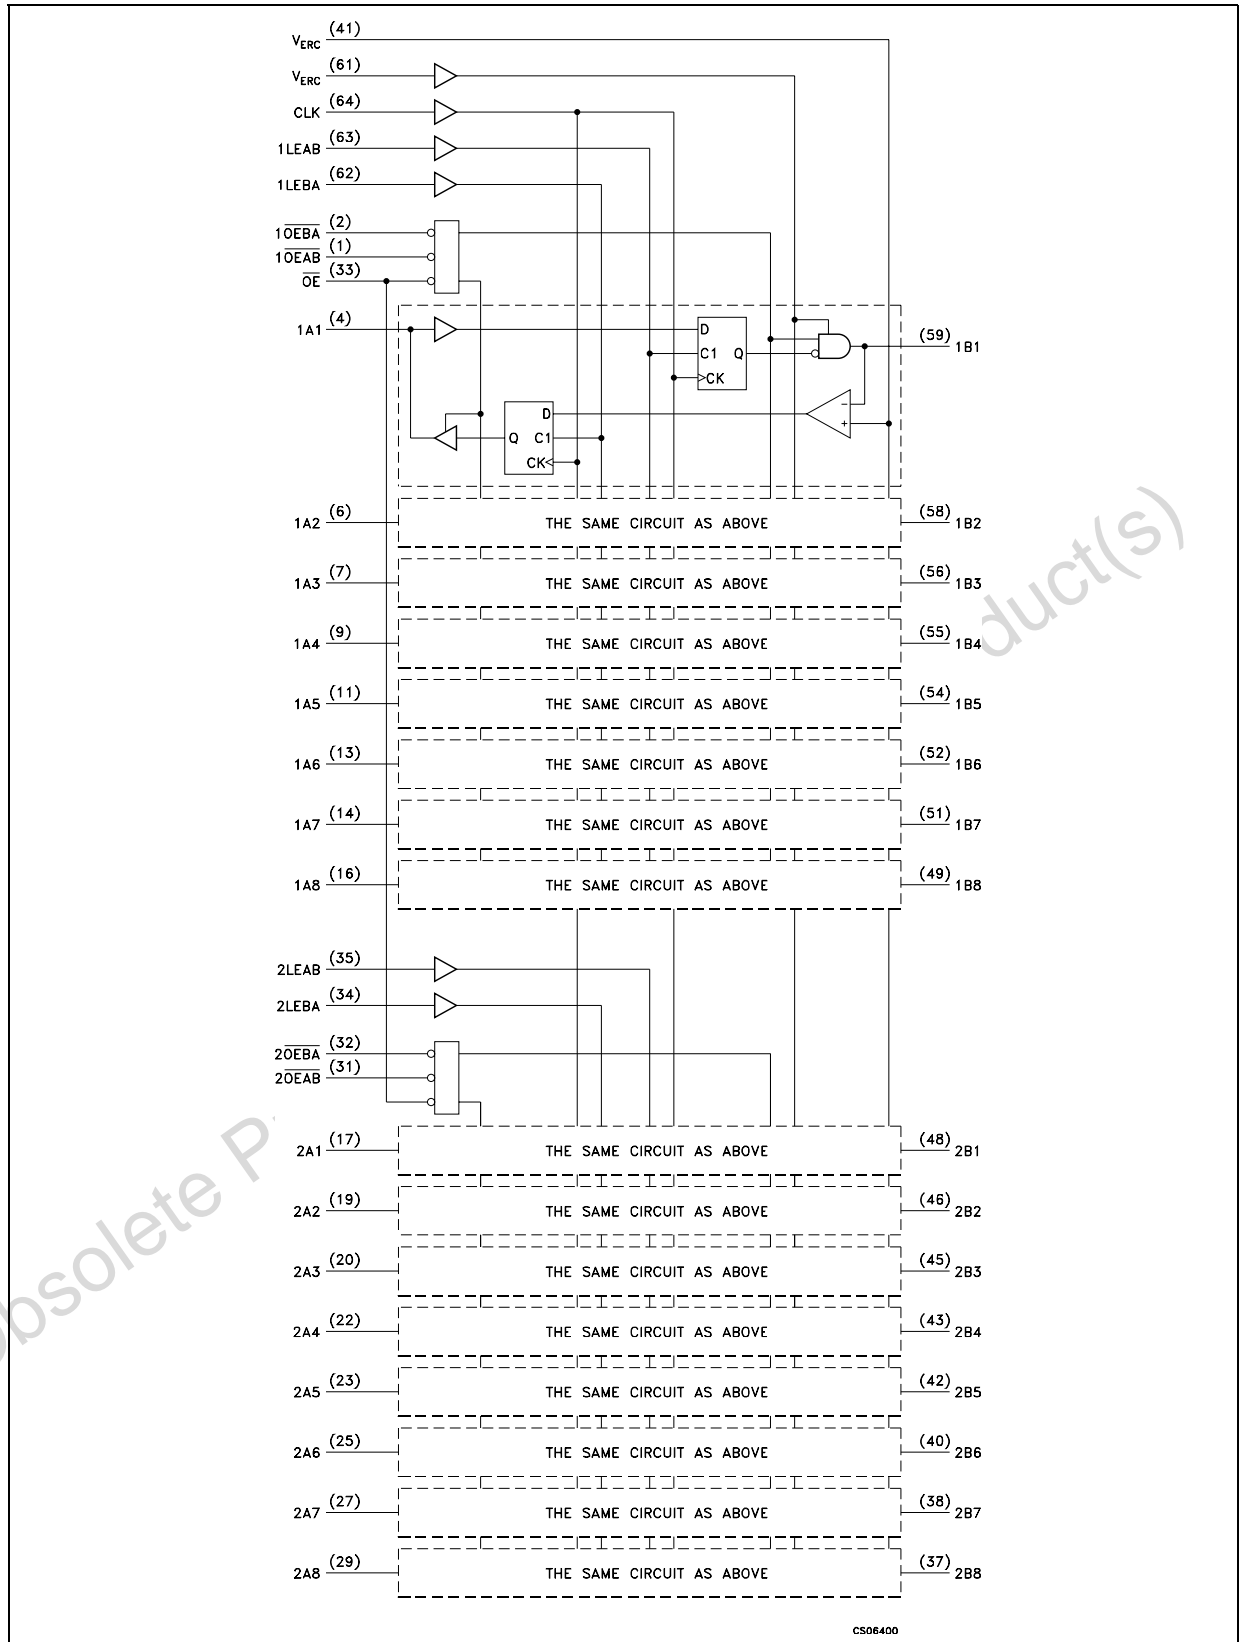 VERC (41)
VERC (61)
CLK (64)
1LEAB (63)
1LEBA (62)
1OEBA (2)
1OEAB (1)
OE (33)
1A1 (4)
D
C1 Q
CK
(59) 1B1
D
Q C1
CK
−
+
1A2 (6) THE SAME CIRCUIT AS ABOVE (58) 1B2
1A3 (7) THE SAME CIRCUIT AS ABOVE (56) 1B3
1A4 (9) THE SAME CIRCUIT AS ABOVE (55) 1B4
1A5 (11) THE SAME CIRCUIT AS ABOVE (54) 1B5
1A6 (13) THE SAME CIRCUIT AS ABOVE (52) 1B6
1A7 (14) THE SAME CIRCUIT AS ABOVE (51) 1B7
1A8 (16) THE SAME CIRCUIT AS ABOVE (49) 1B8
2LEAB (35)
2LEBA (34)
2OEBA (32)
2OEAB (31)
2A1 (17) THE SAME CIRCUIT AS ABOVE (48) 2B1
2A2 (19) THE SAME CIRCUIT AS ABOVE (46) 2B2
2A3 (20) THE SAME CIRCUIT AS ABOVE (45) 2B3
2A4 (22) THE SAME CIRCUIT AS ABOVE (43) 2B4
2A5 (23) THE SAME CIRCUIT AS ABOVE (42) 2B5
2A6 (25) THE SAME CIRCUIT AS ABOVE (40) 2B6
2A7 (27) THE SAME CIRCUIT AS ABOVE (38) 2B7
2A8 (29) THE SAME CIRCUIT AS ABOVE (37) 2B8
CS06400
bsolete P
duct(s)